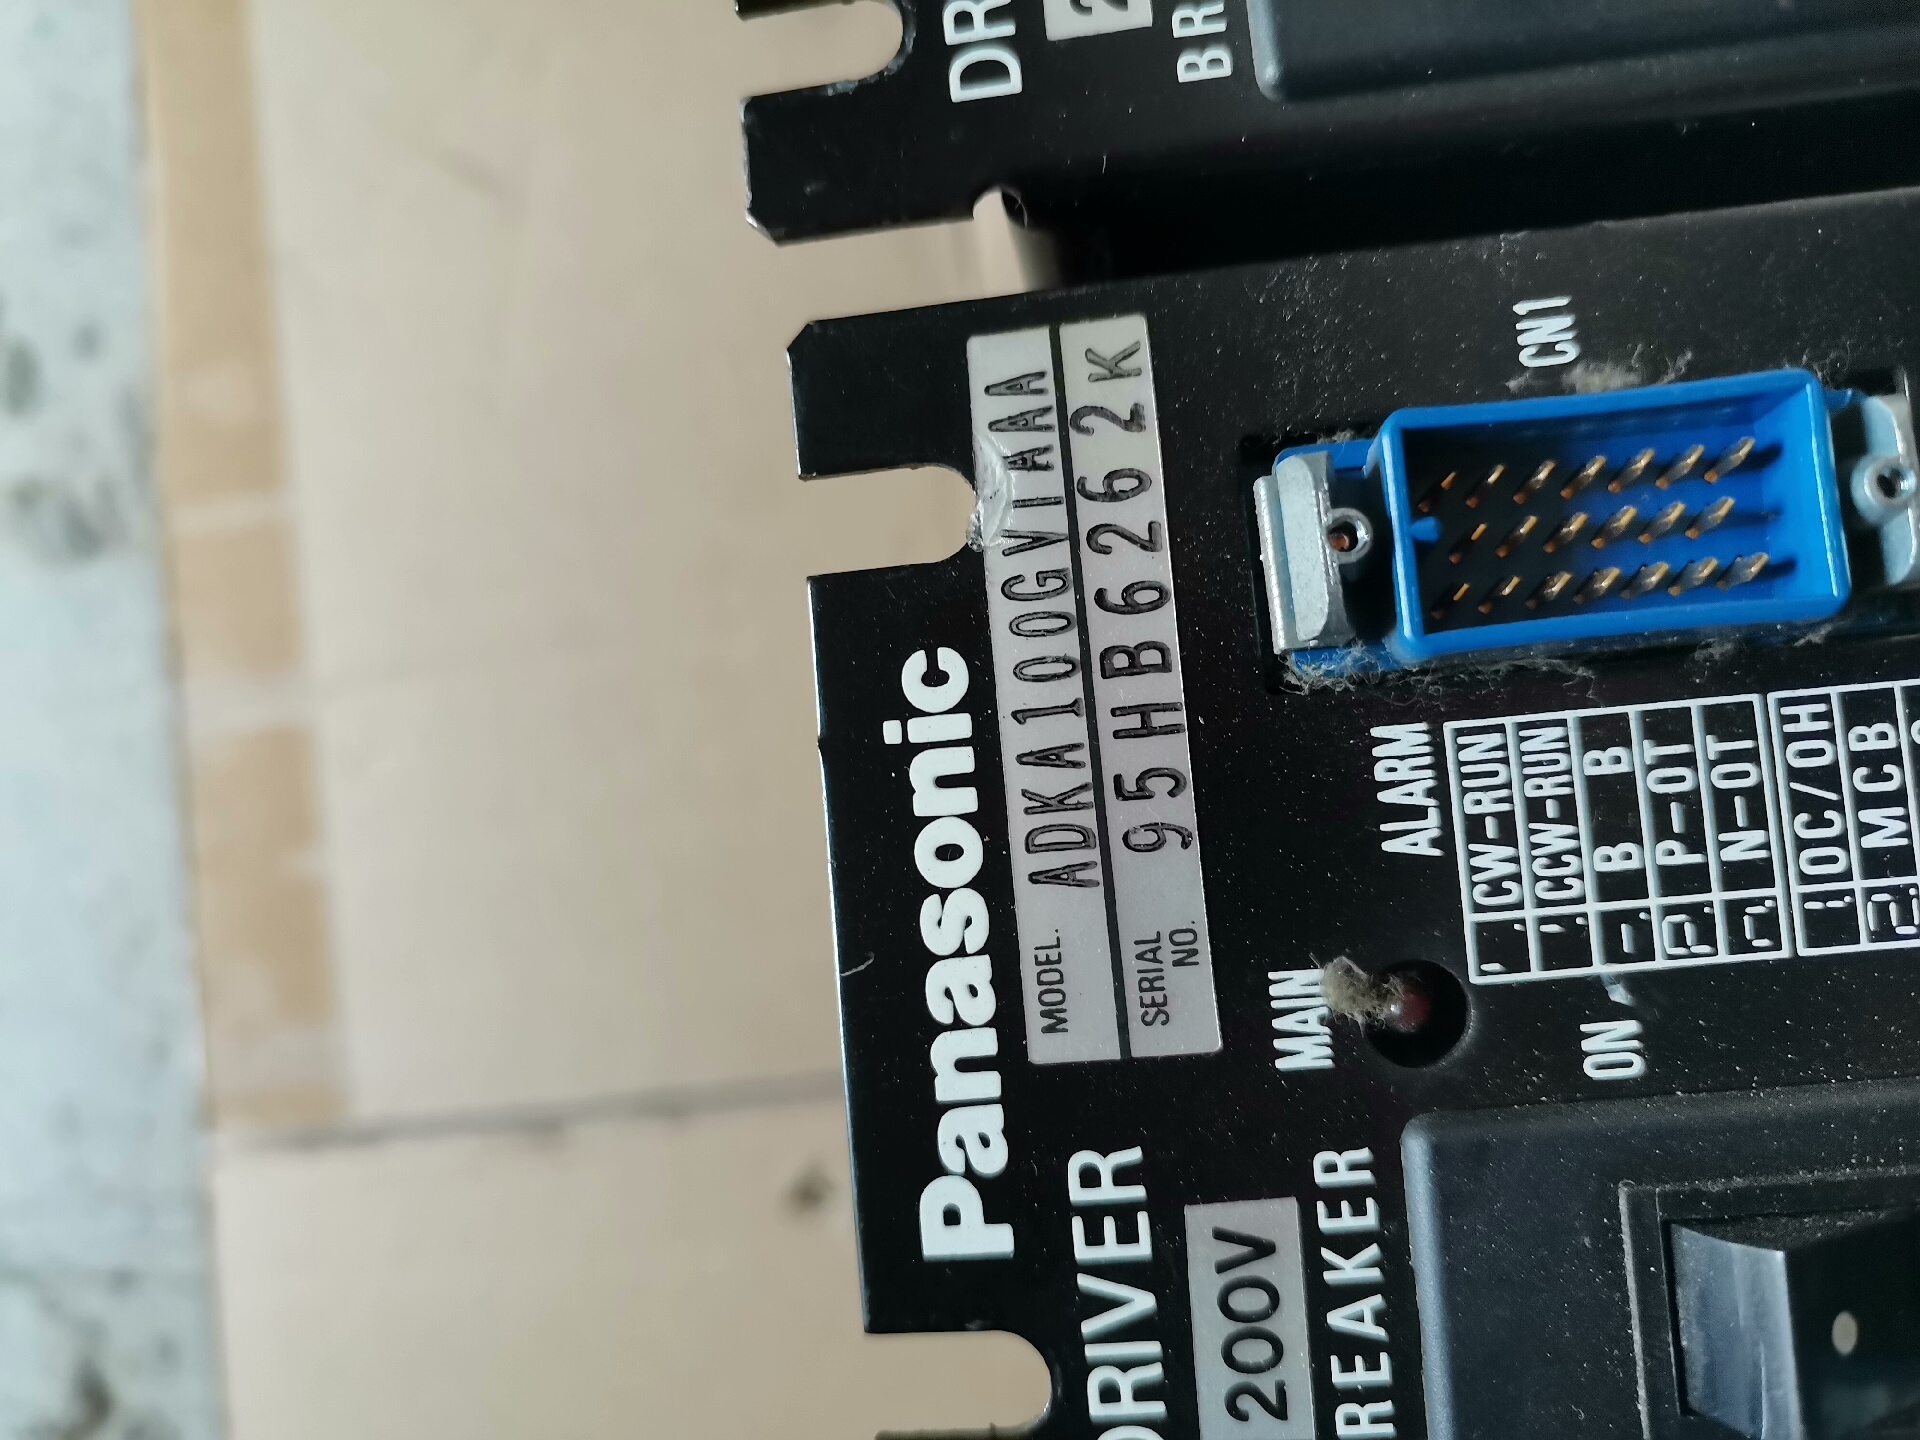 DR
BR
Panasonic
MODEL. ADKA100GVTAAA
SERIAL NO. 95HB6262K
DRIVER
200V
BREAKER
MAIN
ON
ALARM
CW-RUN
CCW-RUN
B B
P-OT
N-OT
OC/OH
MCB
CN1